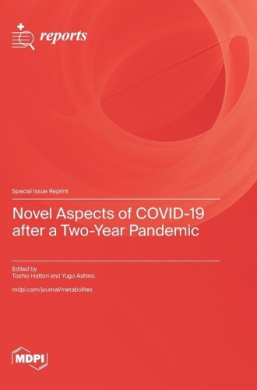 reports
Special Issue Reprint
Novel Aspects of COVID-19
after a Two-Year Pandemic
Edited by
Toshio Hattori and Yugo Ashino
mdpi.com/journal/metabolites
MDPI